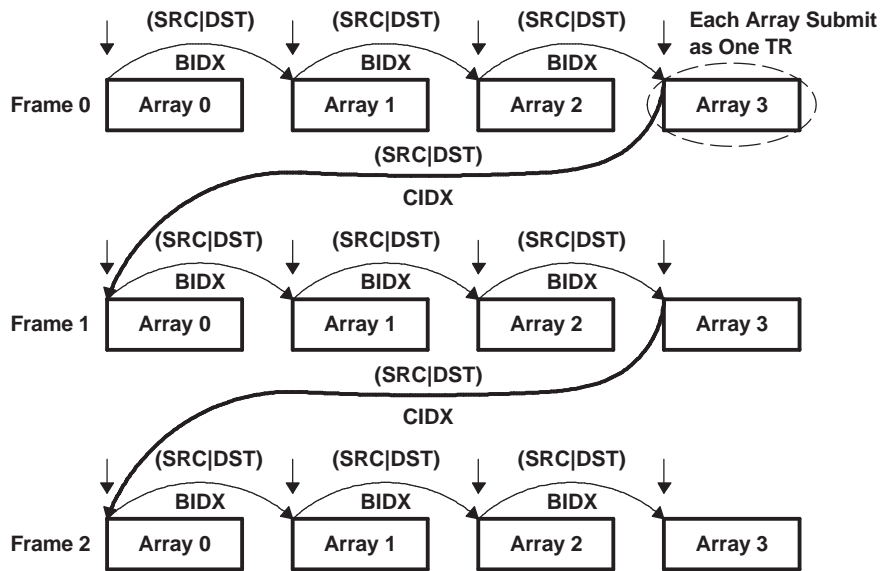 (SRC|DST) (SRC|DST) (SRC|DST) Each Array Submit
as One TR
BIDX BIDX BIDX
Frame 0 Array 0 Array 1 Array 2 Array 3
(SRC|DST)
CIDX
(SRC|DST) (SRC|DST) (SRC|DST)
BIDX BIDX BIDX
Frame 1 Array 0 Array 1 Array 2 Array 3
(SRC|DST)
CIDX
(SRC|DST) (SRC|DST) (SRC|DST)
BIDX BIDX BIDX
Frame 2 Array 0 Array 1 Array 2 Array 3